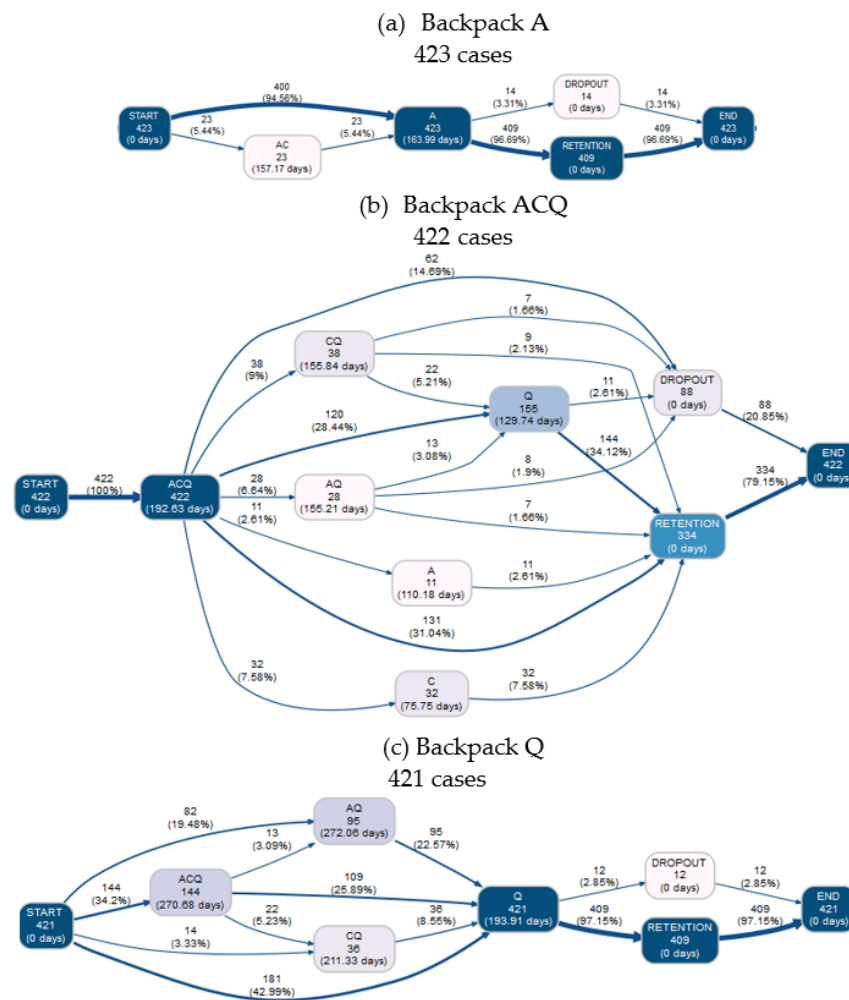 (a) Backpack A
423 cases
400
(94.56%)
START
423
(0 days)
23
(5.44%)
AC
23
(157.17 days)
23
(5.44%)
A
423
(163.99 days)
14
(3.31%)
DROPOUT
14
(0 days)
14
(3.31%)
409
(96.69%)
RETENTION
409
(0 days)
409
(96.69%)
END
423
(0 days)
(b) Backpack ACQ
422 cases
62
(14.69%)
7
(1.66%)
9
(2.13%)
CQ
38
(155.84 days)
38
(9%)
22
(5.21%)
11
(2.61%)
DROPOUT
88
(0 days)
Q
155
(129.74 days)
120
(28.44%)
88
(20.85%)
13
(3.08%)
144
(34.12%)
END
422
(0 days)
START
422
(0 days)
422
(100%)
ACQ
422
(192.63 days)
28
(6.64%)
AQ
28
(155.21 days)
8
(1.9%)
334
(79.15%)
11
(2.61%)
7
(1.66%)
RETENTION
334
(0 days)
A
11
(110.18 days)
11
(2.61%)
131
(31.04%)
32
(7.58%)
C
32
(75.75 days)
32
(7.58%)
(c) Backpack Q
421 cases
82
(19.48%)
AQ
95
(272.06 days)
13
(3.09%)
95
(22.57%)
144
(34.2%)
ACQ
144
(270.68 days)
109
(25.89%)
START
421
(0 days)
22
(5.23%)
14
(3.33%)
CQ
36
(211.33 days)
36
(8.55%)
181
(42.99%)
Q
421
(193.91 days)
12
(2.85%)
DROPOUT
12
(0 days)
12
(2.85%)
409
(97.15%)
RETENTION
409
(0 days)
409
(97.15%)
END
421
(0 days)